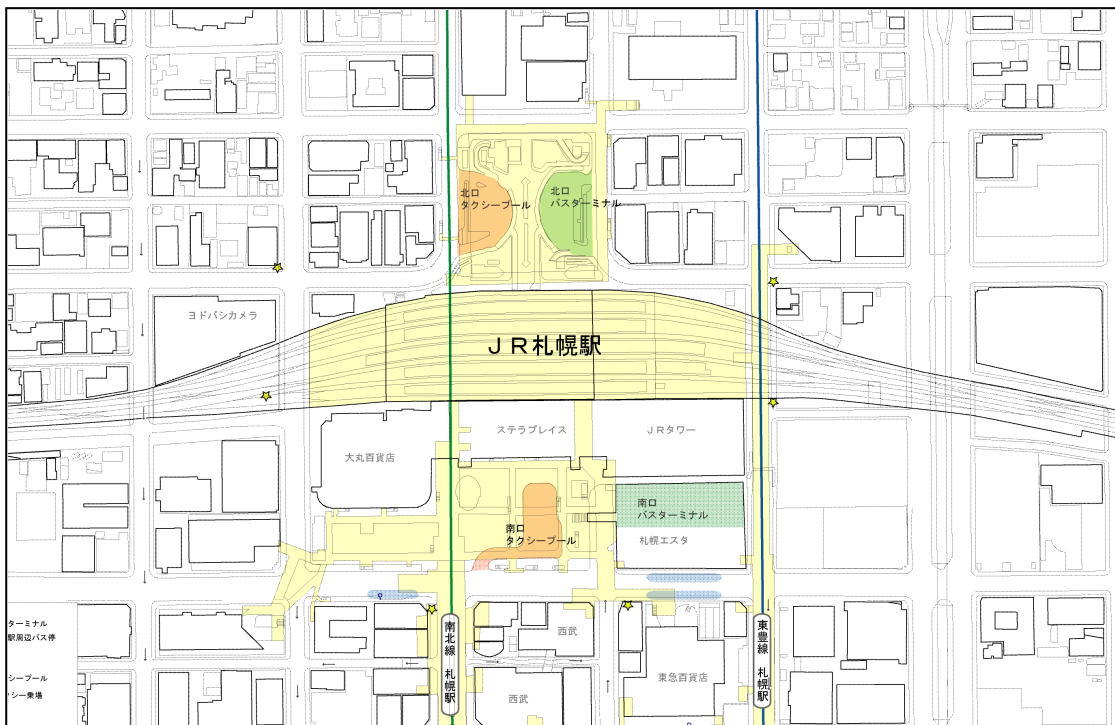 北口
タクシープール
北口
バスターミナル
ヨドバシカメラ
JR札幌駅
ステラプレイス
JRタワー
大丸百貨店
南口
バスターミナル
南口
タクシープール
札幌エスタ
ターミナル
駅周辺バス停
シープール
シー乗場
南北線 札幌駅
西武
西武
東急百貨店
東豊線 札幌駅